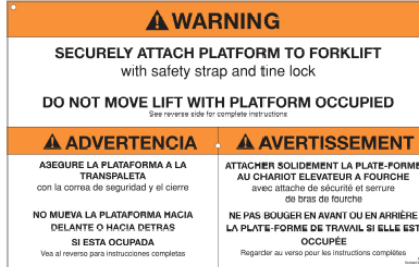 WARNING
SECURELY ATTACH PLATFORM TO FORKLIFT
with safety strap and tine lock
DO NOT MOVE LIFT WITH PLATFORM OCCUPIED
See reverse side for complete instructions
ADVERTENCIA
ASEGURE LA PLATAFORMA A LA
TRANSPALETA
con la correa de seguridad y el cierre
NO MUEVA LA PLATAFORMA HACIA
DELANTE O HACIA DETRAS
SI ESTA OCUPADA
Vea al reverso para instrucciones completas
AVERTISSEMENT
ATTACHER SOLIDEMENT LA PLATE-FORME
AU CHARIOT ELEVATEUR A FOURCHE
avec attache de sécurité et serrure
de bras de fourche
NE PAS BOUGER EN AVANT OU EN ARRIÈRE
LA PLATE-FORME DE TRAVAIL SI ELLE EST
OCCUPÉE
Regarder au verso pour les instructions complètes